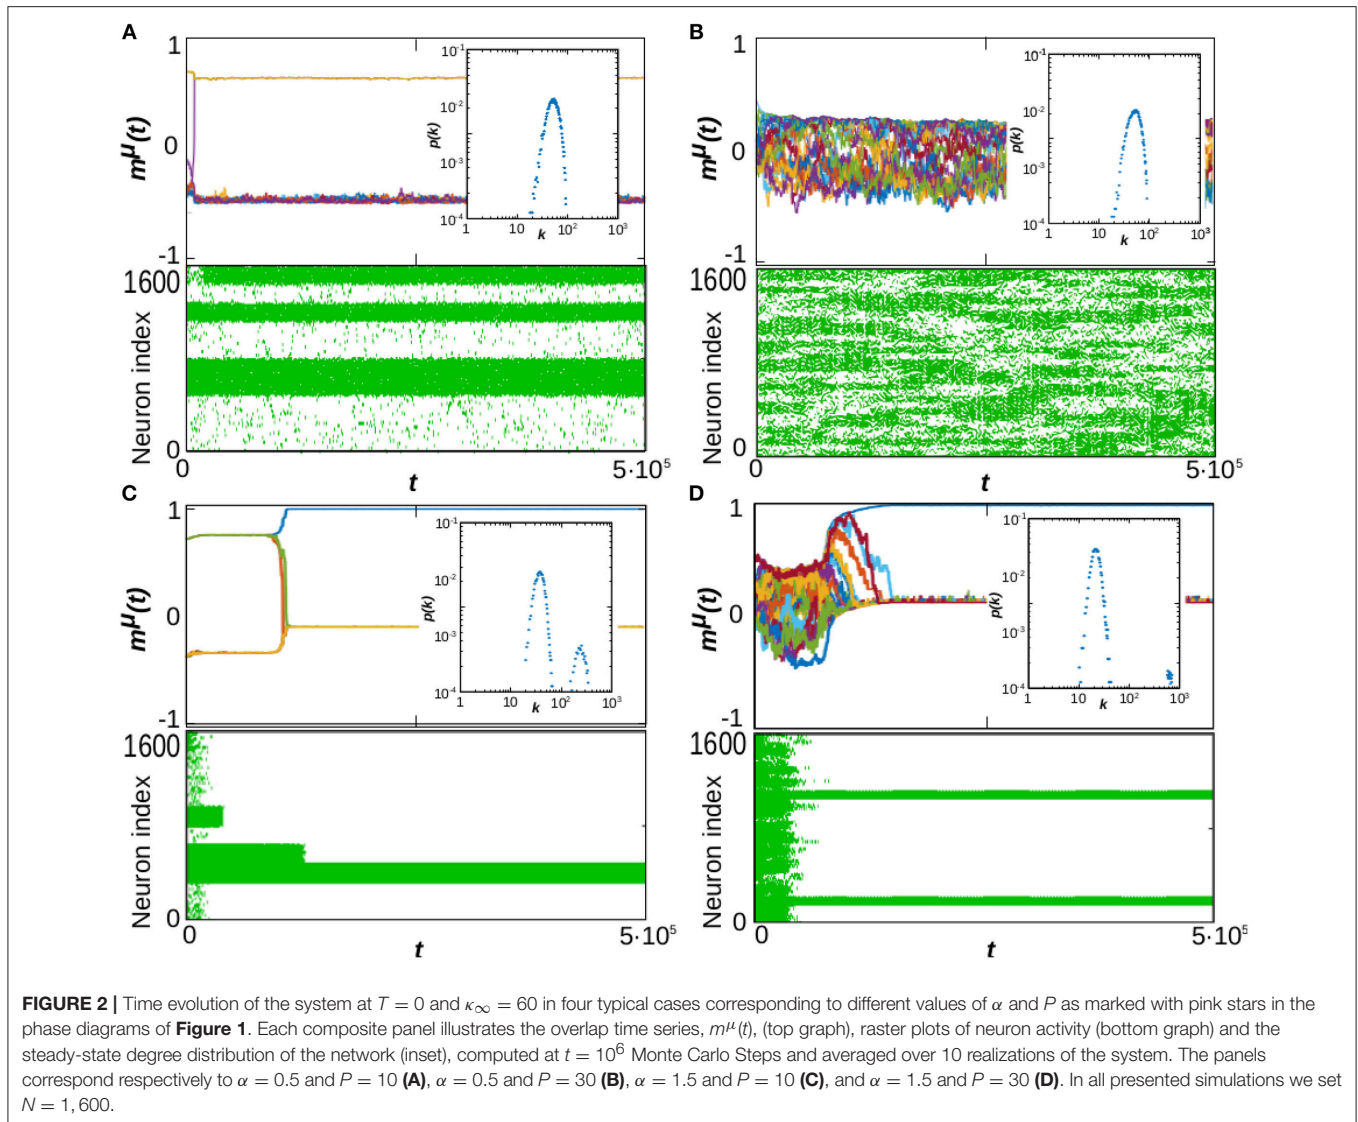 A
1
0
-1
m^μ(t)
10^-1
10^-2
10^-3
10^-4
p(k)
1
10
k
10^2
10^3
1600
0
Neuron index
0
t
5·10^5
B
1
0
-1
m^μ(t)
10^-1
10^-2
10^-3
10^-4
p(k)
1
10
k
10^2
10^3
1600
0
Neuron index
0
t
5·10^5
C
1
0
-1
m^μ(t)
10^-1
10^-2
10^-3
10^-4
p(k)
1
10
k
10^2
10^3
1600
0
Neuron index
0
t
5·10^5
D
1
0
-1
m^μ(t)
10^-1
10^-2
10^-3
10^-4
p(k)
1
10
k
10^2
10^3
1600
0
Neuron index
0
t
5·10^5
FIGURE 2 | Time evolution of the system at T = 0 and κ∞ = 60 in four typical cases corresponding to different values of α and P as marked with pink stars in the
phase diagrams of Figure 1. Each composite panel illustrates the overlap time series, m^μ(t), (top graph), raster plots of neuron activity (bottom graph) and the
steady-state degree distribution of the network (inset), computed at t = 10^6 Monte Carlo Steps and averaged over 10 realizations of the system. The panels
correspond respectively to α = 0.5 and P = 10 (A), α = 0.5 and P = 30 (B), α = 1.5 and P = 10 (C), and α = 1.5 and P = 30 (D). In all presented simulations we set
N = 1, 600.